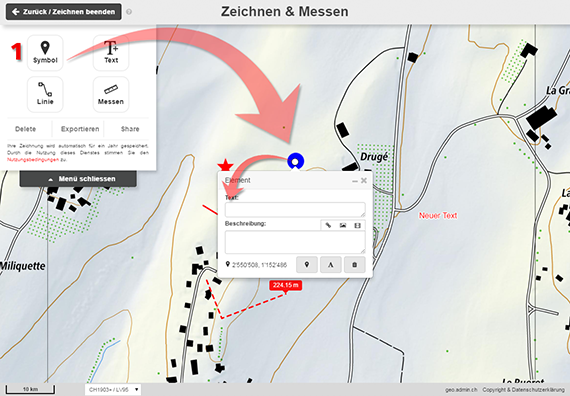 Zurück / Zeichnen beenden
Zeichnen & Messen
1
Symbol
Text
Linie
Messen
Delete
Exportieren
Share
Ihre Zeichnung wird automatisch für ein Jahr gespeichert.
Durch die Nutzung dieses Dienstes stimmen Sie den
Nutzungsbedingungen zu
Menü schliessen
Element
Text:
Beschreibung:
2'550'508, 1'152'486
A
Drugé
Neuer Text
Miliquette
224.15 m
La Gra
Le Pueret
10 km
CH1903+ / LV95
geo.admin.ch Copyright & Datenschutzerklärung